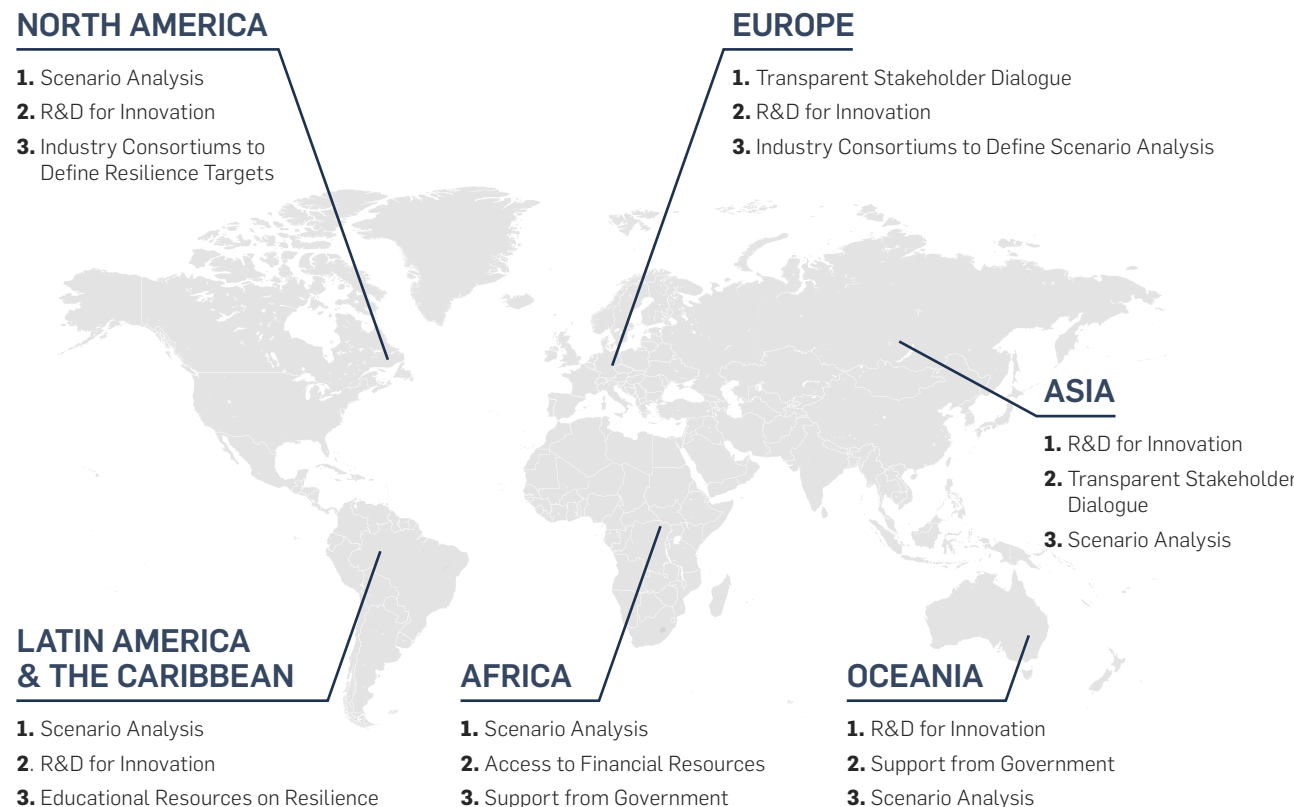 NORTH AMERICA
1. Scenario Analysis
2. R&D for Innovation
3. Industry Consortiums to
Define Resilience Targets
EUROPE
1. Transparent Stakeholder Dialogue
2. R&D for Innovation
3. Industry Consortiums to Define Scenario Analysis
ASIA
1. R&D for Innovation
2. Transparent Stakeholder
Dialogue
3. Scenario Analysis
LATIN AMERICA
& THE CARIBBEAN
1. Scenario Analysis
2. R&D for Innovation
3. Educational Resources on Resilience
AFRICA
1. Scenario Analysis
2. Access to Financial Resources
3. Support from Government
OCEANIA
1. R&D for Innovation
2. Support from Government
3. Scenario Analysis